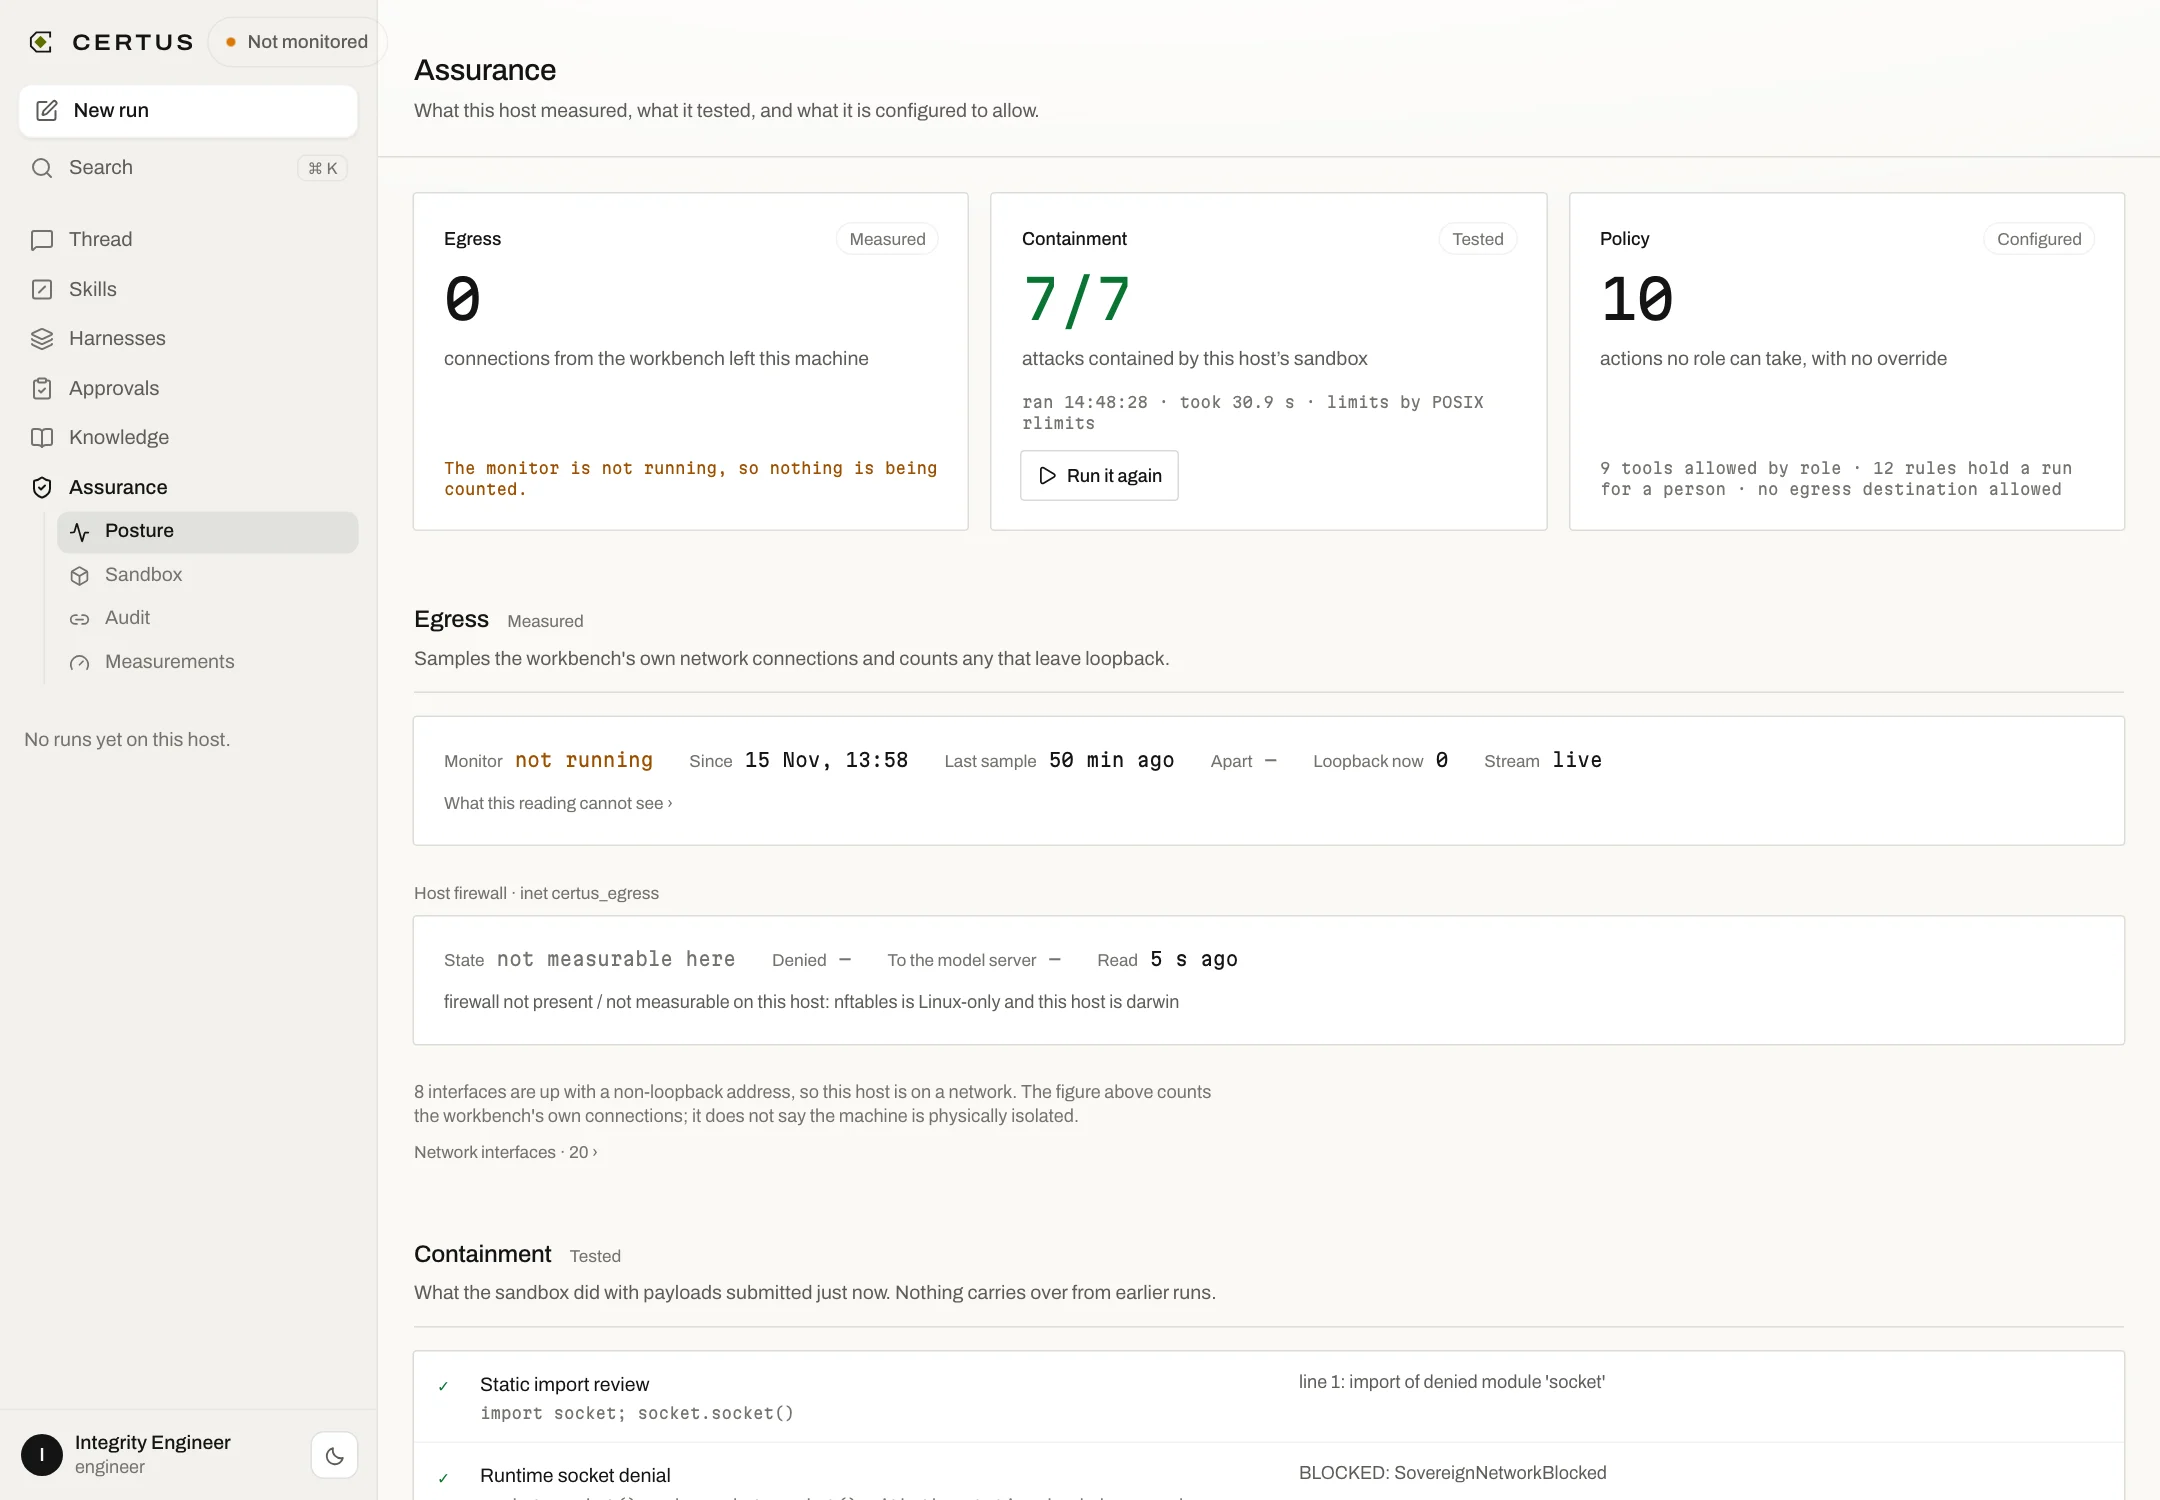 CERTUS
Not monitored
New run
Search
⌘ K
Thread
Skills
Harnesses
Approvals
Knowledge
Assurance
Posture
Sandbox
Audit
Measurements
No runs yet on this host.
I
Integrity Engineer
engineer
Assurance
What this host measured, what it tested, and what it is configured to allow.
Egress
Measured
0
connections from the workbench left this machine
The monitor is not running, so nothing is being
counted.
Containment
Tested
7/7
attacks contained by this host’s sandbox
ran 14:48:28 · took 30.9 s · limits by POSIX
rlimits
Run it again
Policy
Configured
10
actions no role can take, with no override
9 tools allowed by role · 12 rules hold a run
for a person · no egress destination allowed
Egress Measured
Samples the workbench's own network connections and counts any that leave loopback.
Monitor not running Since 15 Nov, 13:58 Last sample 50 min ago Apart — Loopback now 0 Stream live
What this reading cannot see ›
Host firewall · inet certus_egress
State not measurable here Denied — To the model server — Read 5 s ago
firewall not present / not measurable on this host: nftables is Linux-only and this host is darwin
8 interfaces are up with a non-loopback address, so this host is on a network. The figure above counts
the workbench's own connections; it does not say the machine is physically isolated.
Network interfaces · 20 ›
Containment Tested
What the sandbox did with payloads submitted just now. Nothing carries over from earlier runs.
✓ Static import review
line 1: import of denied module 'socket'
import socket; socket.socket()
✓ Runtime socket denial
BLOCKED: SovereignNetworkBlocked